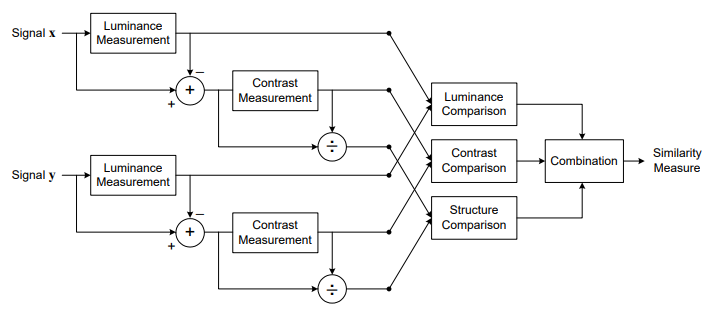 Signal x
Luminance
Measurement
−
+
+
Contrast
Measurement
÷
Signal y
Luminance
Measurement
−
+
+
Contrast
Measurement
÷
Luminance
Comparison
Contrast
Comparison
Structure
Comparison
Combination
Similarity
Measure